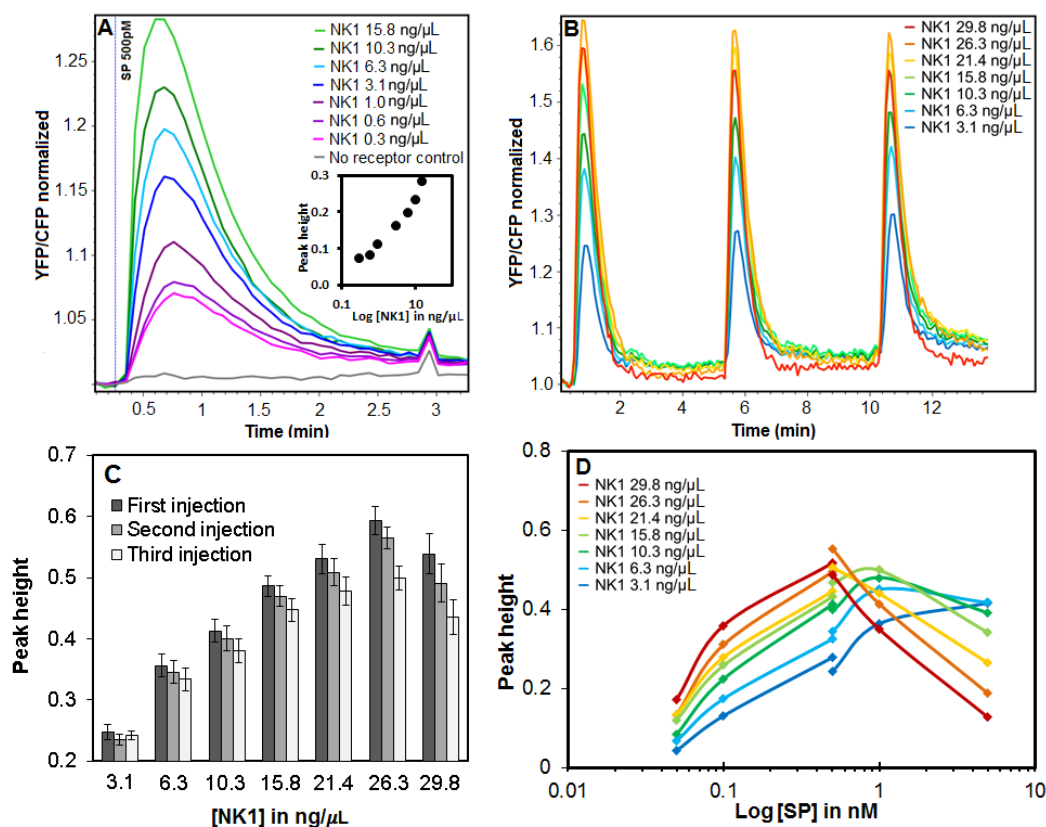 A
SP 500pM
NK1 15.8 ng/µL
NK1 10.3 ng/µL
NK1 6.3 ng/µL
NK1 3.1 ng/µL
NK1 1.0 ng/µL
NK1 0.6 ng/µL
NK1 0.3 ng/µL
No receptor control
YFP/CFP normalized
1.25
1.2
1.15
1.1
1.05
0.5
1
1.5
2
2.5
3
Time (min)
Peak height
0.3
0.2
0.1
0.0
0.1
10
Log [NK1] in ng/µL
B
NK1 29.8 ng/µL
NK1 26.3 ng/µL
NK1 21.4 ng/µL
NK1 15.8 ng/µL
NK1 10.3 ng/µL
NK1 6.3 ng/µL
NK1 3.1 ng/µL
YFP/CFP normalized
1.6
1.5
1.4
1.3
1.2
1.1
1.0
2
4
6
8
10
12
Time (min)
C
First injection
Second injection
Third injection
Peak height
0.7
0.6
0.5
0.4
0.3
0.2
3.1 6.3 10.3 15.8 21.4 26.3 29.8
[NK1] in ng/µL
D
NK1 29.8 ng/µL
NK1 26.3 ng/µL
NK1 21.4 ng/µL
NK1 15.8 ng/µL
NK1 10.3 ng/µL
NK1 6.3 ng/µL
NK1 3.1 ng/µL
Peak height
0.8
0.6
0.4
0.2
0
0.01
0.1
1
10
Log [SP] in nM